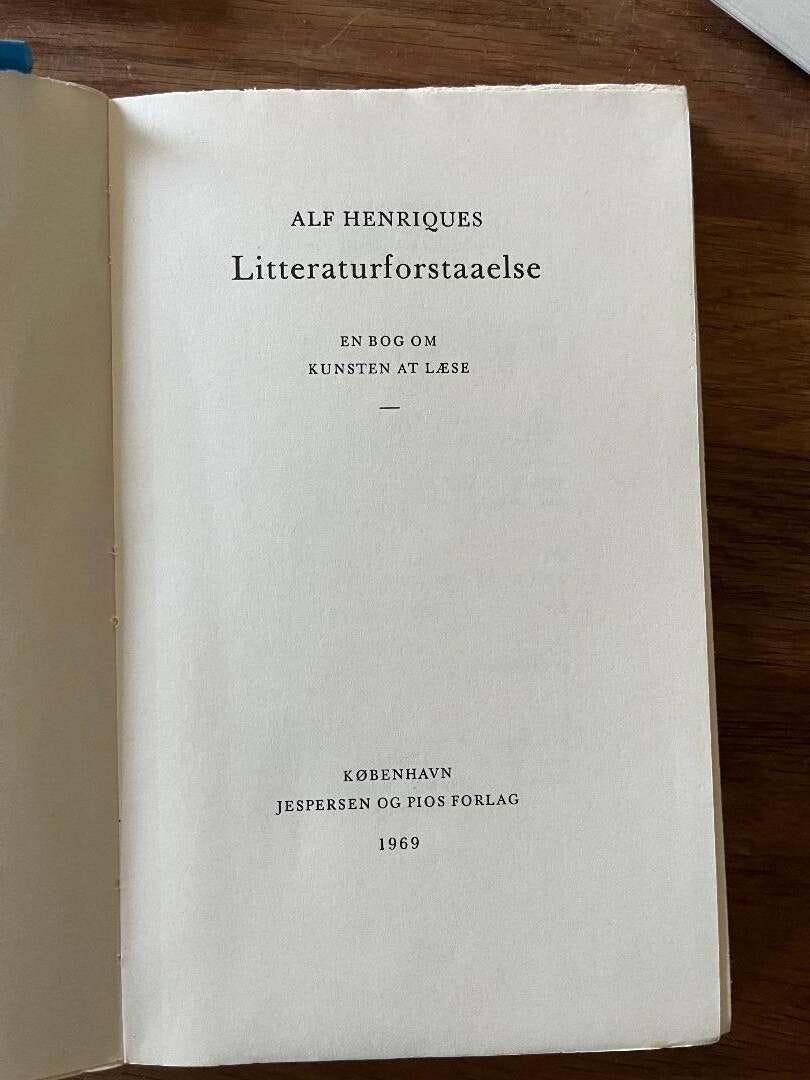 ALF HENRIQUES
Litteraturforstaaelse
EN BOG OM
KUNSTEN AT LÆSE
—
KØBENHAVN
JESPERSEN OG PIOS FORLAG
1969